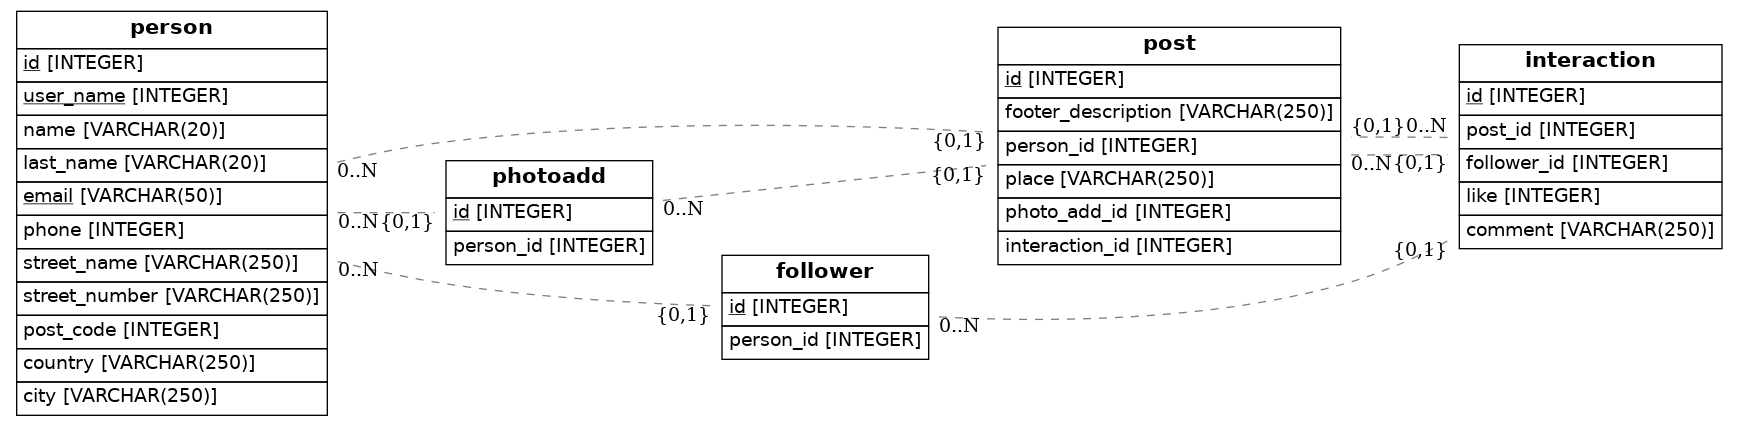 person
id [INTEGER]
user_name [INTEGER]
name [VARCHAR(20)]
last_name [VARCHAR(20)]
email [VARCHAR(50)]
phone [INTEGER]
street_name [VARCHAR(250)]
street_number [VARCHAR(250)]
post_code [INTEGER]
country [VARCHAR(250)]
city [VARCHAR(250)]
0..N
{0,1}
0..N
{0,1}
0..N
{0,1}
photoadd
id [INTEGER]
person_id [INTEGER]
0..N
{0,1}
follower
id [INTEGER]
person_id [INTEGER]
0..N
{0,1}
post
id [INTEGER]
footer_description [VARCHAR(250)]
person_id [INTEGER]
place [VARCHAR(250)]
photo_add_id [INTEGER]
interaction_id [INTEGER]
{0,1}
0..N
0..N
{0,1}
interaction
id [INTEGER]
post_id [INTEGER]
follower_id [INTEGER]
like [INTEGER]
comment [VARCHAR(250)]